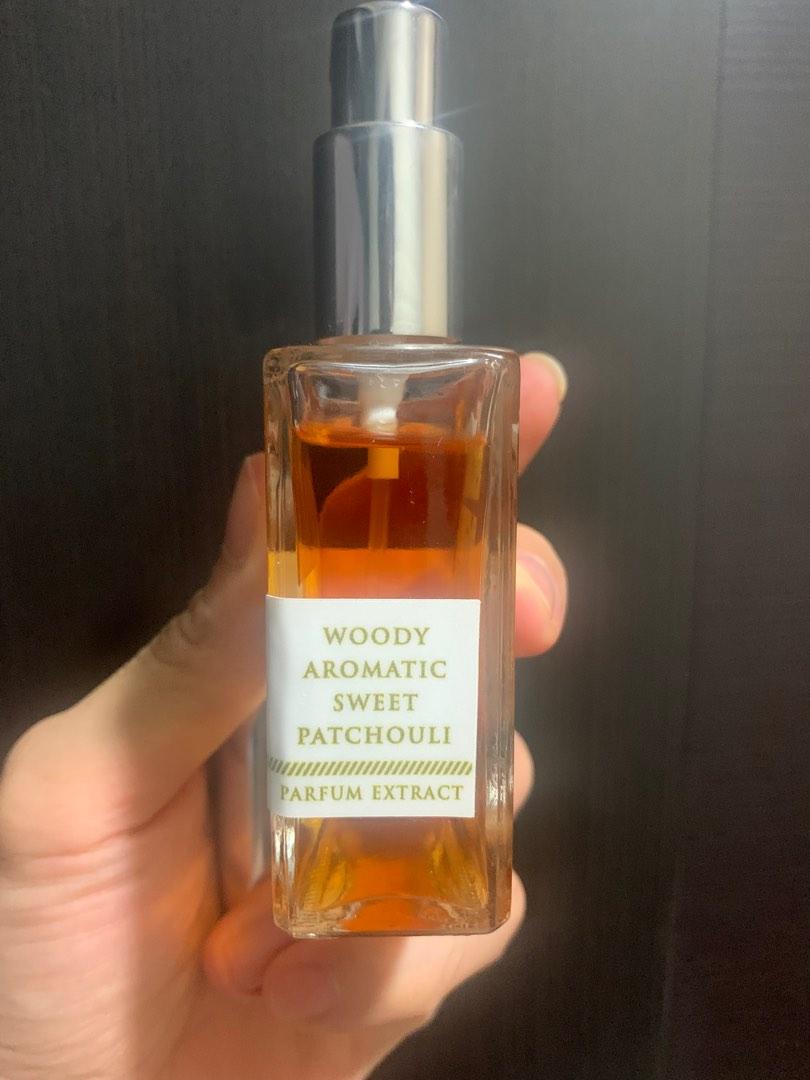 WOODY
AROMATIC
SWEET
PATCHOULI
PARFUM EXTRACT